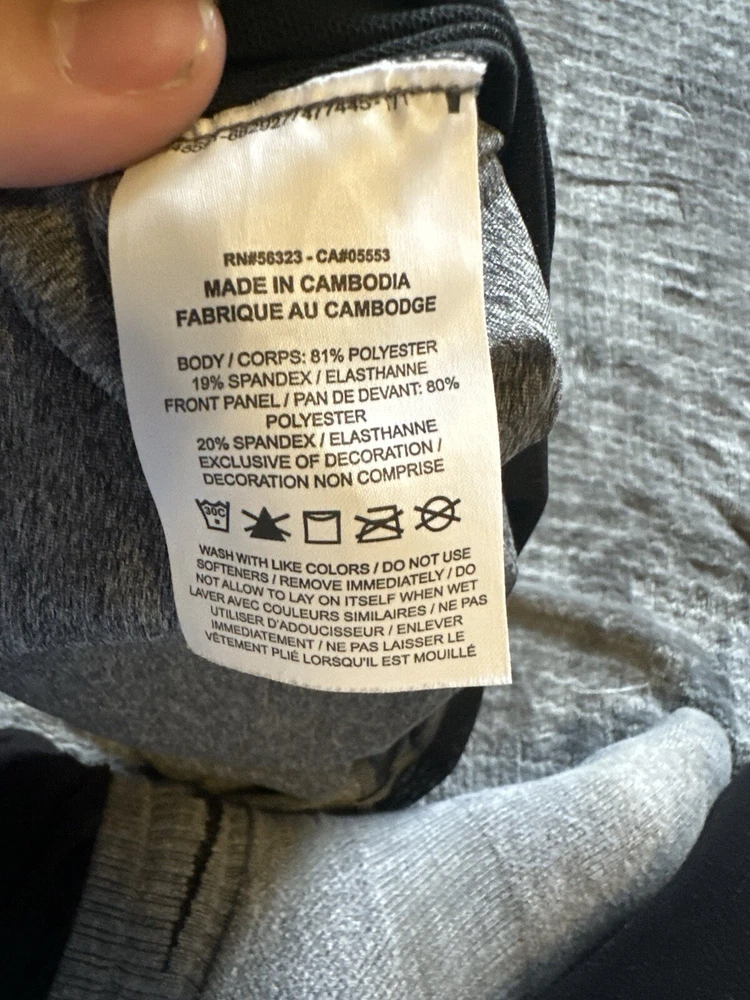 RN#56323 - CA#05553
MADE IN CAMBODIA
FABRIQUE AU CAMBODGE
BODY / CORPS: 81% POLYESTER
19% SPANDEX / ELASTHANNE
FRONT PANEL / PAN DE DEVANT: 80%
POLYESTER
20% SPANDEX / ELASTHANNE
EXCLUSIVE OF DECORATION /
DECORATION NON COMPRISE
30C
WASH WITH LIKE COLORS / DO NOT USE
SOFTENERS / REMOVE IMMEDIATELY / DO
NOT ALLOW TO LAY ON ITSELF WHEN WET
LAVER AVEC COULEURS SIMILAIRES / NE PAS
UTILISER D'ADOUCISSEUR / ENLEVER
IMMEDIATEMENT / NE PAS LAISSER LE
VÊTEMENT PLIÉ LORSQU'IL EST MOUILLÉ